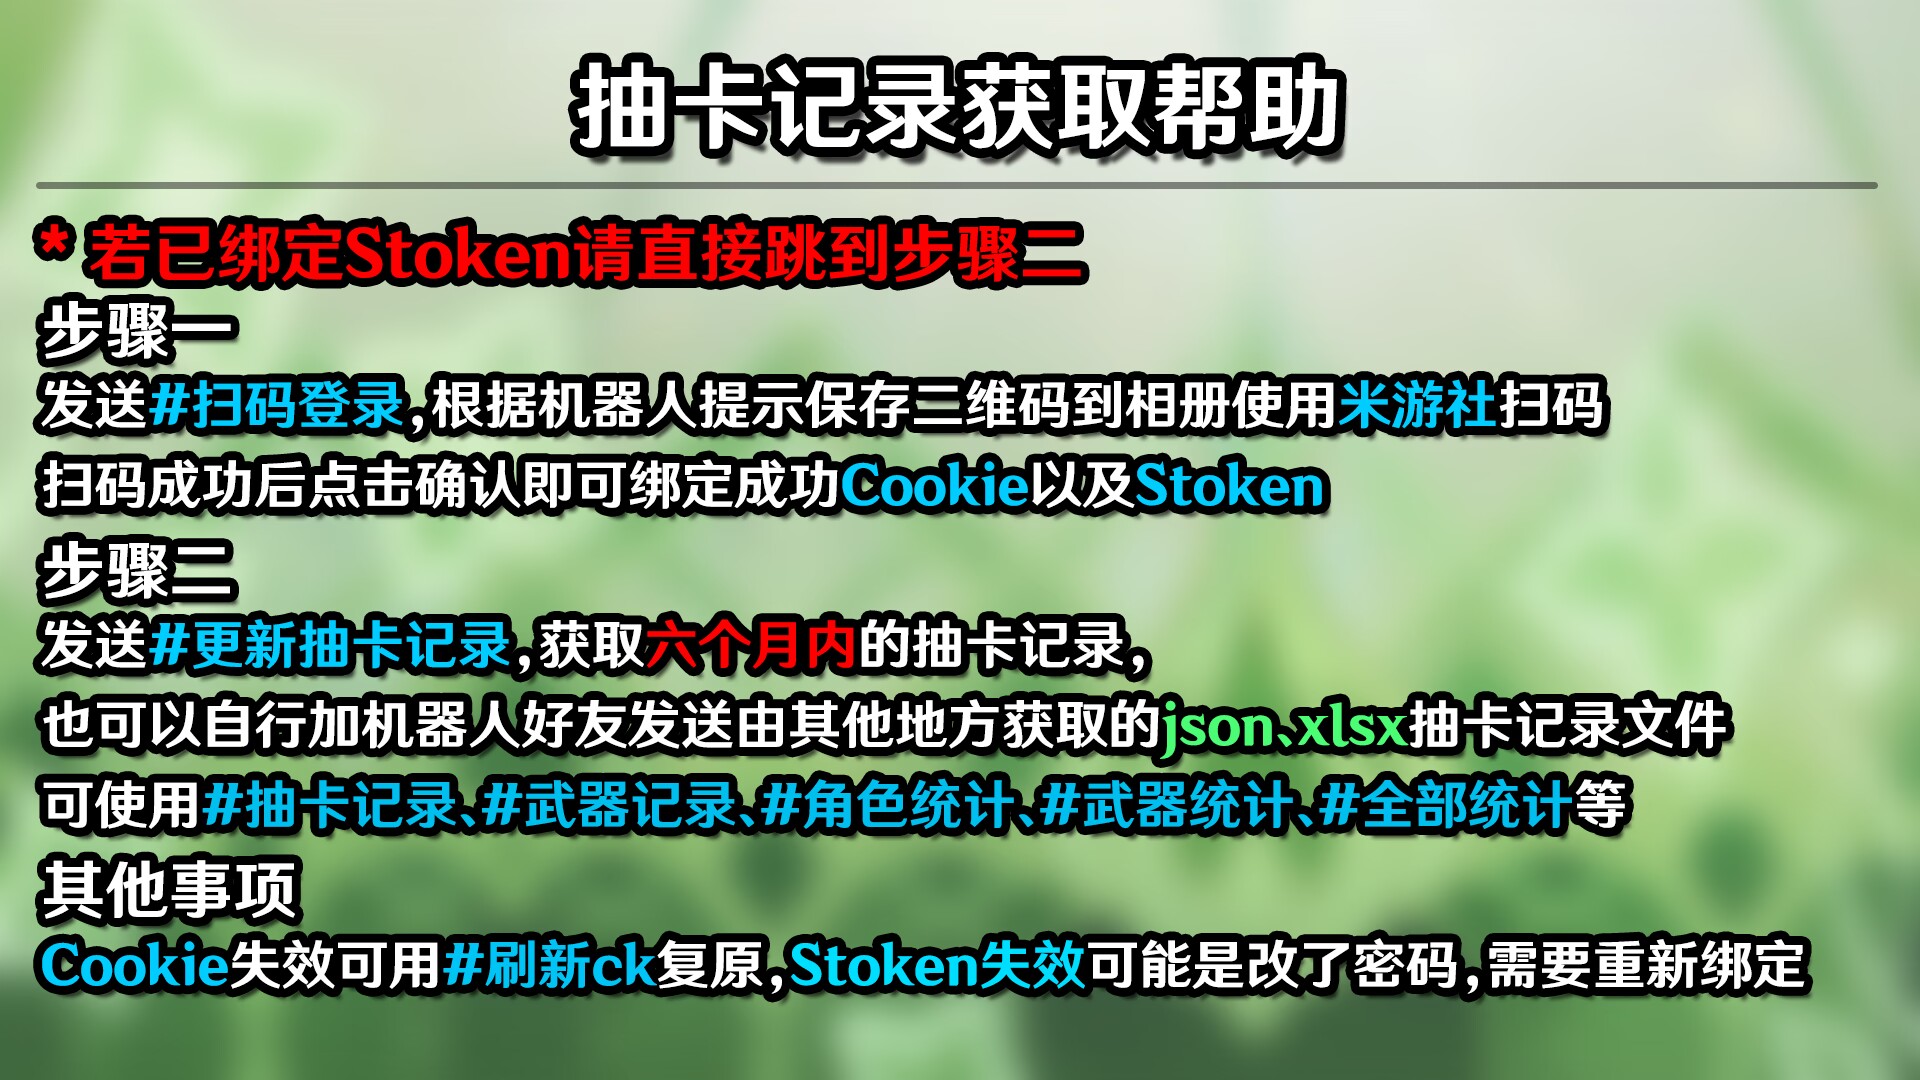 抽卡记录获取帮助
* 若已绑定Stoken请直接跳到步骤二
步骤一
发送#扫码登录,根据机器人提示保存二维码到相册使用米游社扫码
扫码成功后点击确认即可绑定成功Cookie以及Stoken
步骤二
发送#更新抽卡记录,获取六个月内的抽卡记录,
也可以自行加机器人好友发送由其他地方获取的json、xlsx抽卡记录文件
可使用#抽卡记录、#武器记录、#角色统计、#武器统计、#全部统计等
其他事项
Cookie失效可用#刷新ck复原,Stoken失效可能是改了密码,需要重新绑定